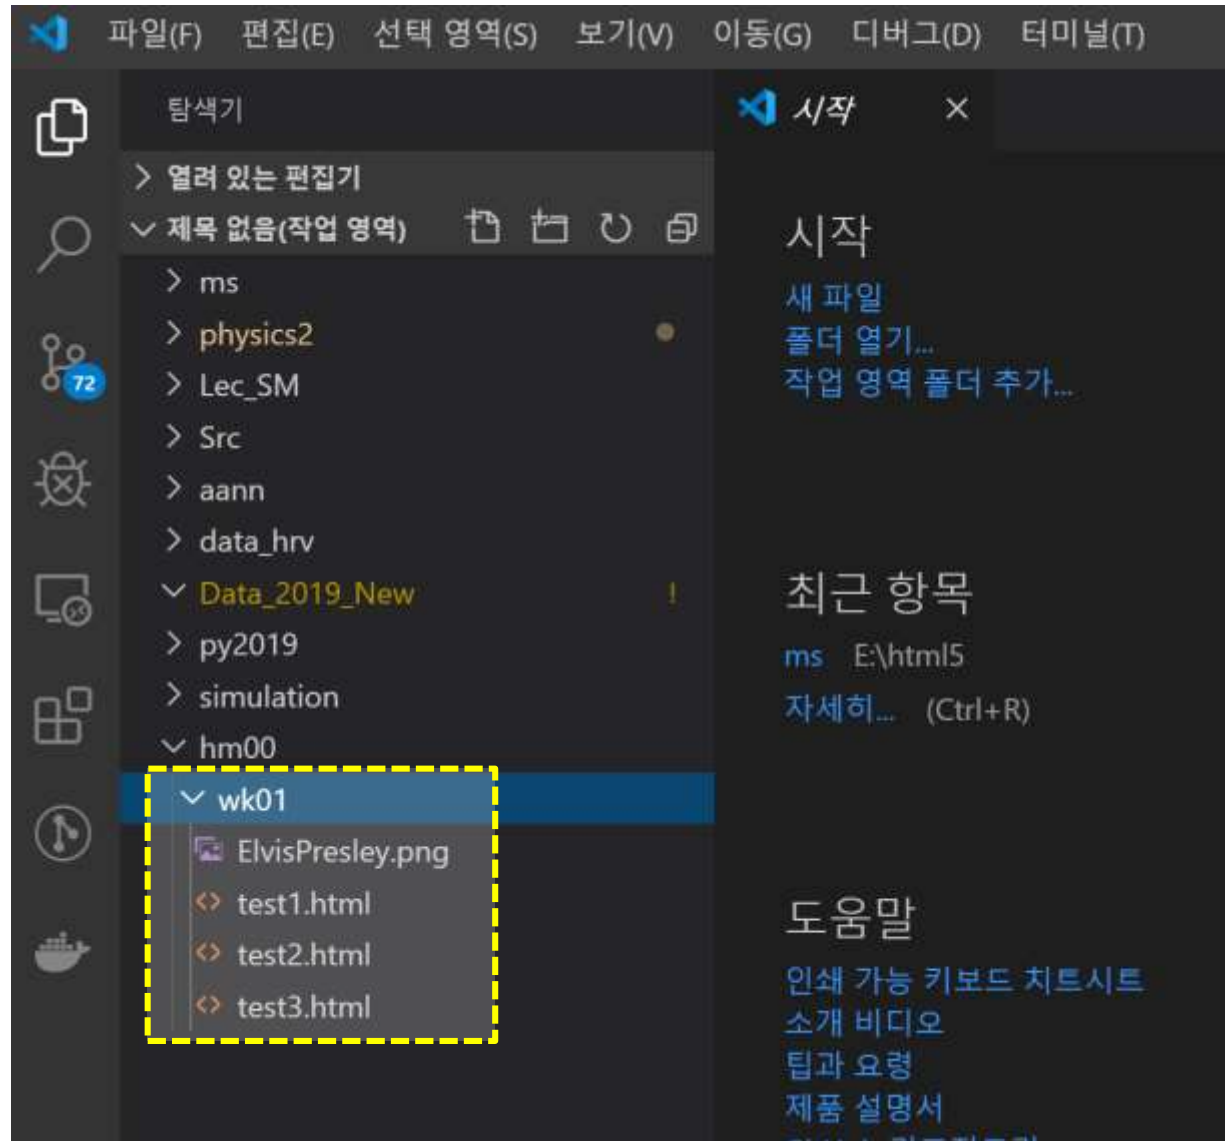 파일(F) 편집(E) 선택 영역(S) 보기(V) 이동(G) 디버그(D) 터미널(T)
탐색기
열려 있는 편집기
제목 없음(작업 영역)
ms
physics2
Lec_SM
Src
aann
data_hrv
Data_2019_New !
py2019
simulation
hm00
wk01
ElvisPresley.png
test1.html
test2.html
test3.html
72
시작
시작
새 파일
폴더 열기...
작업 영역 폴더 추가...
최근 항목
ms E:\html5
자세히... (Ctrl+R)
도움말
인쇄 가능 키보드 치트시트
소개 비디오
팁과 요령
제품 설명서